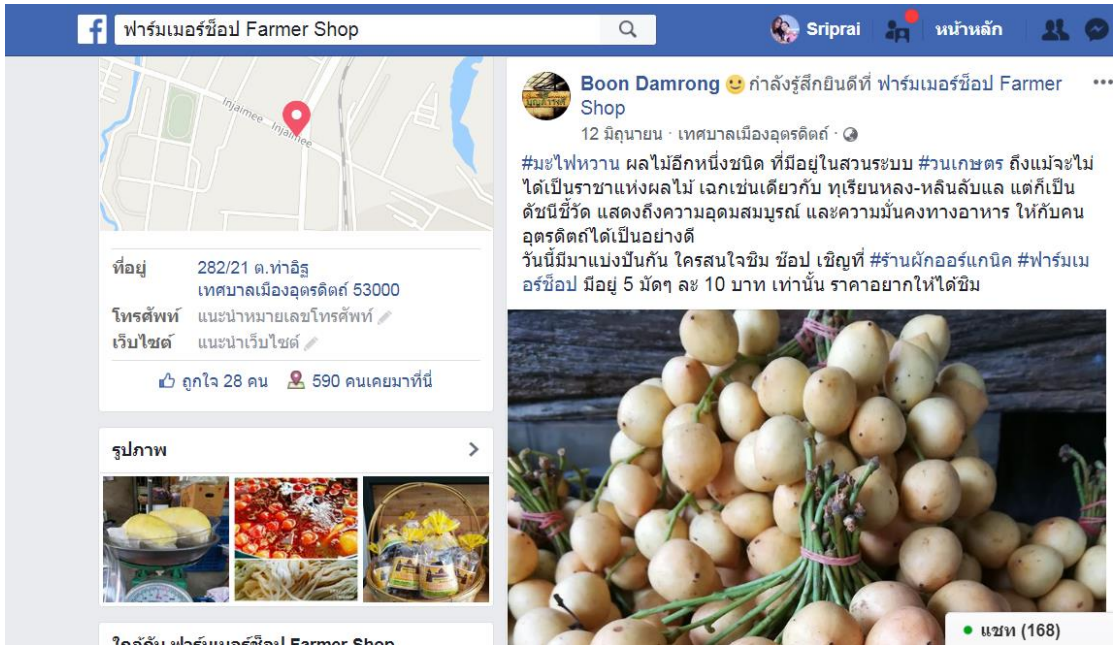 ฟาร์มเมอร์ช็อป Farmer Shop
Sriprai
หน้าหลัก
Injaimee
Injaimee
ที่อยู่ 282/21 ต.ท่าอิฐ
เทศบาลเมืองอุตรดิตถ์ 53000
โทรศัพท์ แนะนำหมายเลขโทรศัพท์
เว็บไซต์ แนะนำเว็บไซต์
ถูกใจ 28 คน 590 คนเคยมาที่นี่
รูปภาพ
ใกล้กับ ฟาร์มเมอร์ช็อป Farmer Shop
Boon Damrong กำลังรู้สึกยินดีที่ ฟาร์มเมอร์ช็อป Farmer
Shop
12 มิถุนายน · เทศบาลเมืองอุตรดิตถ์ ·
#มะไฟหวาน ผลไม้อีกหนึ่งชนิด ที่มีอยู่ในสวนระบบ #วนเกษตร ถึงแม้จะไม่
ได้เป็นราชาแห่งผลไม้ เฉกเช่นเดียวกับ ทุเรียนหลง-หลินลับแล แต่ก็เป็น
ดัชนีชี้วัด แสดงถึงความอุดมสมบูรณ์ และความมั่นคงทางอาหาร ให้กับคน
อุตรดิตถ์ได้เป็นอย่างดี
วันนี้มีมาแบ่งปันกัน ใครสนใจชิม ช๊อป เชิญที่ #ร้านผักออร์แกนิค #ฟาร์มเม
อร์ช็อป มีอยู่ 5 มัดๆ ละ 10 บาท เท่านั้น ราคาอยากให้ได้ชิม
แชท (168)